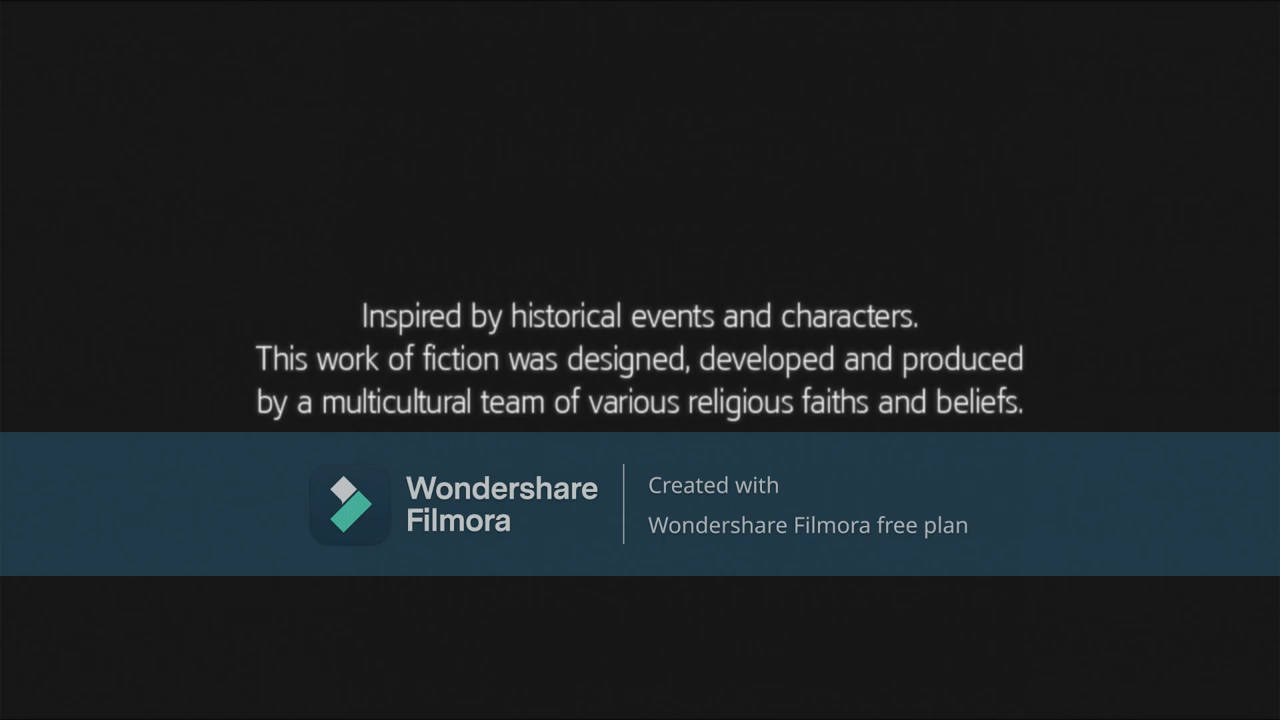 Inspired by historical events and characters.
This work of fiction was designed, developed and produced
by a multicultural team of various religious faiths and beliefs.
Wondershare
Filmora
Created with
Wondershare Filmora free plan